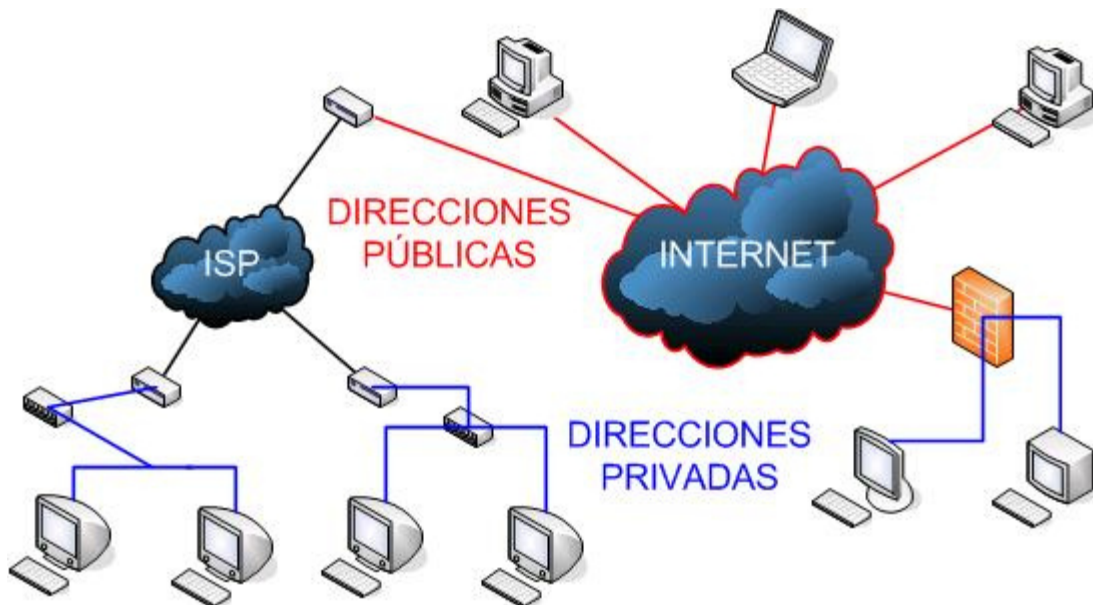 DIRECCIONES
PÚBLICAS
ISP
INTERNET
DIRECCIONES
PRIVADAS